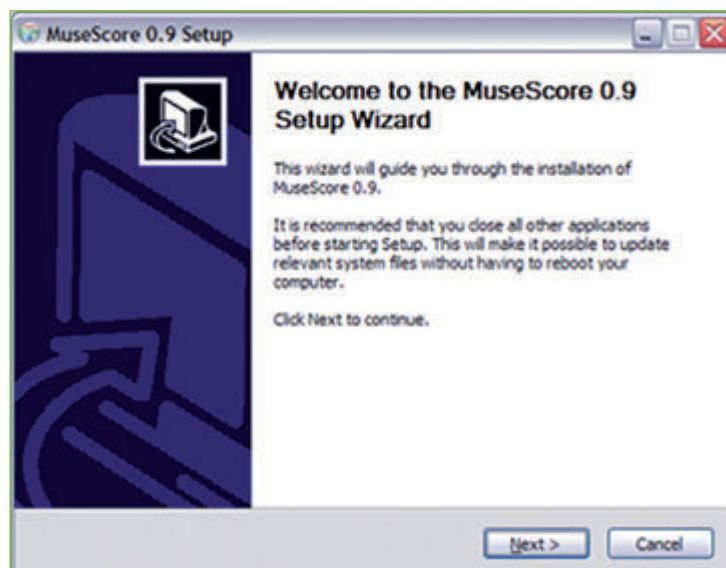 MuseScore 0.9 Setup
Welcome to the MuseScore 0.9
Setup Wizard
This wizard will guide you through the installation of
MuseScore 0.9.
It is recommended that you close all other applications
before starting Setup. This will make it possible to update
relevant system files without having to reboot your
computer.
Click Next to continue.
Next >
Cancel